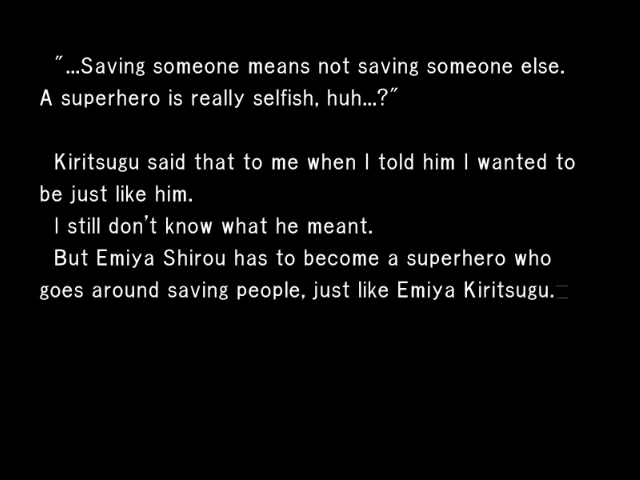 "...Saving someone means not saving someone else.
A superhero is really selfish, huh...?"
Kiritsugu said that to me when I told him I wanted to
be just like him.
I still don't know what he meant.
But Emiya Shirou has to become a superhero who
goes around saving people, just like Emiya Kiritsugu.